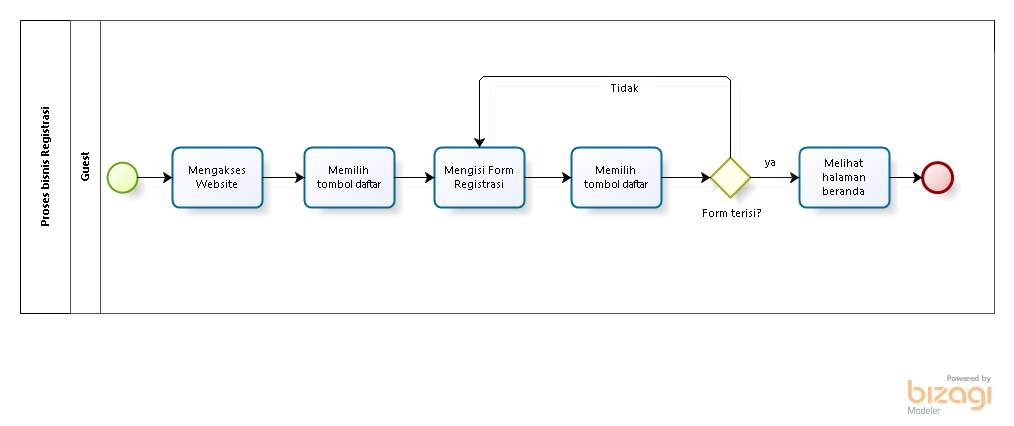 Proses bisnis Registrasi
Guest
Mengakses
Website
Memilih
tombol daftar
Mengisi Form
Registrasi
Memilih
tombol daftar
Tidak
Form terisi?
ya
Melihat
halaman
beranda
Powered by
bizagi
Modeler